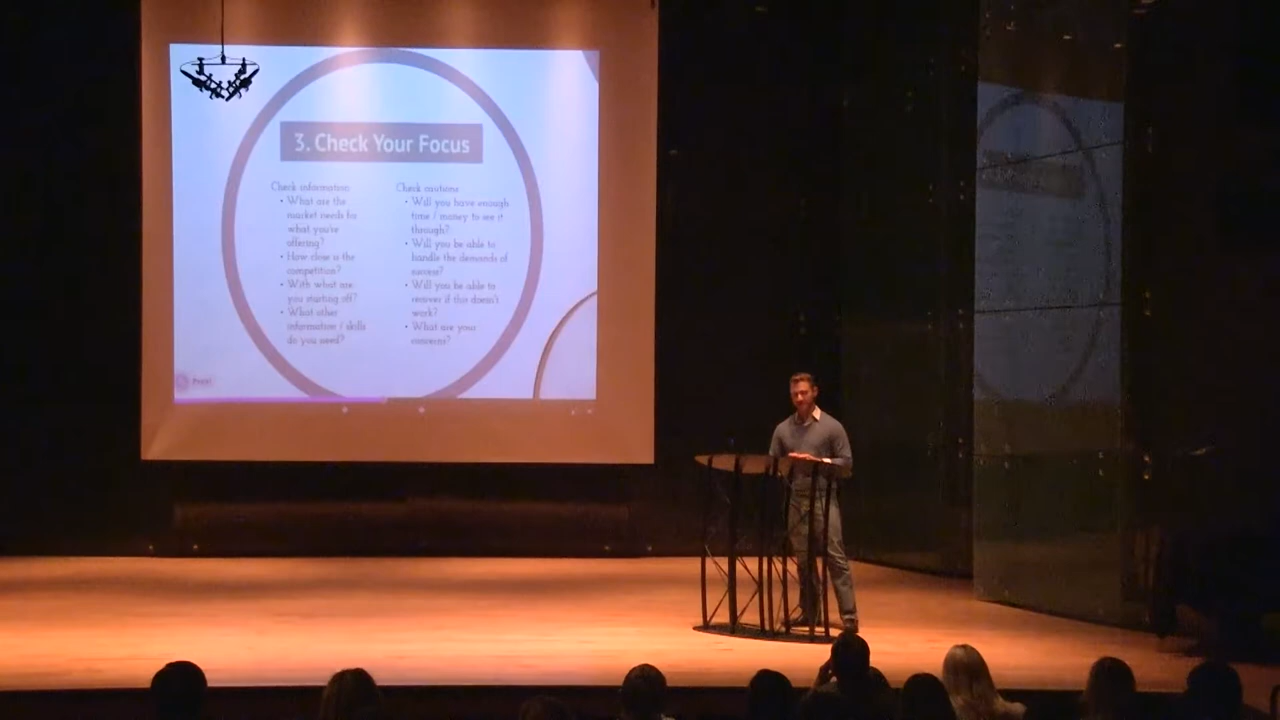 3. Check Your Focus
Check information
• What are the
market needs for
what you're
offering?
• How close is the
competition?
• With what are
you starting off?
• What other
information / skills
do you need?
Check
• Will you have enough
time / money to see it
through?
• Will you be able to
handle the demands of
success?
• Will you be able to
recover if this doesn't
work?
• What are your
concerns?
Prezi